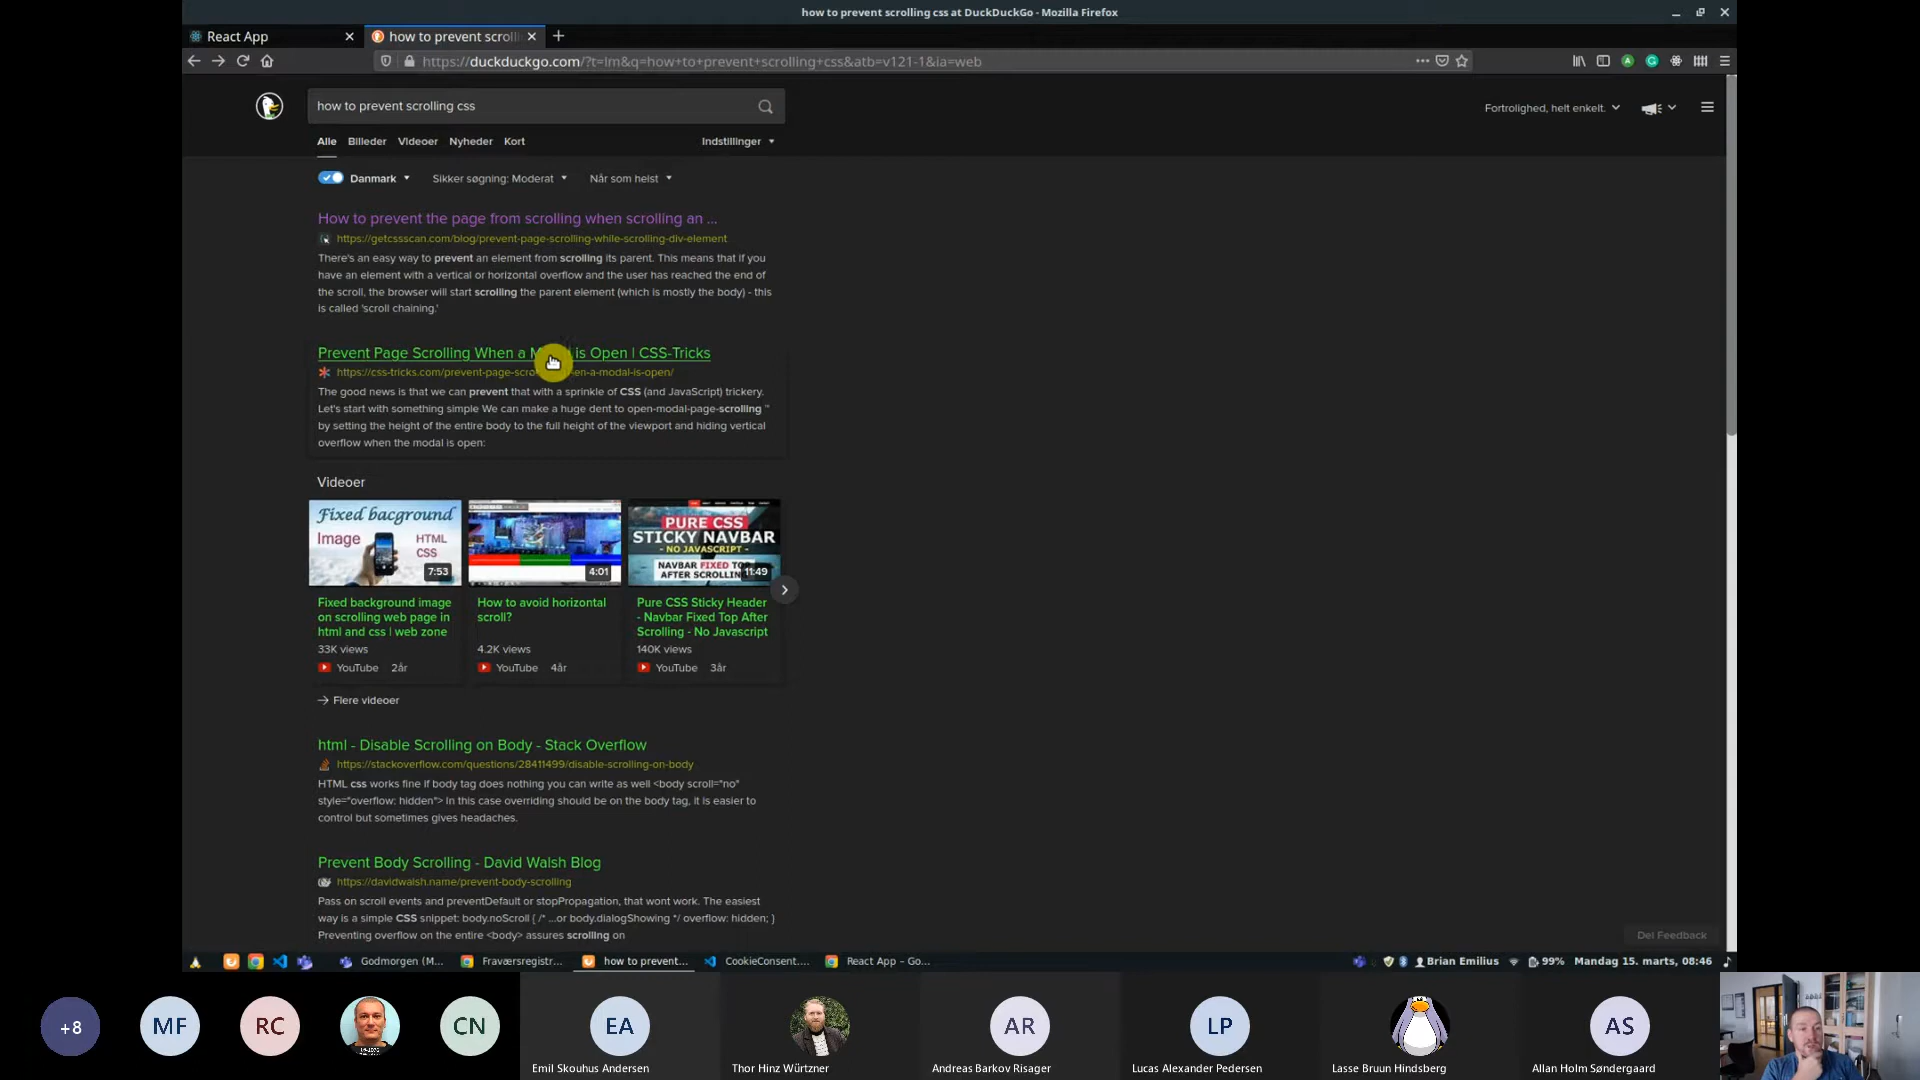 how to prevent scrolling css at DuckDuckGo - Mozilla Firefox
React App
how to prevent scroll
https://duckduckgo.com/?t=lm&q=how+to+prevent+scrolling+css&atb=v121-1&ia=web
how to prevent scrolling css
Fortrolighed, helt enkelt.
Alle Billeder Videoer Nyheder Kort Indstillinger
Danmark Sikker søgning: Moderat Når som helst
How to prevent the page from scrolling when scrolling an ...
https://getcssscan.com/blog/prevent-page-scrolling-while-scrolling-div-element
There's an easy way to prevent an element from scrolling its parent. This means that if you
have an element with a vertical or horizontal overflow and the user has reached the end of
the scroll, the browser will start scrolling the parent element (which is mostly the body) - this
is called 'scroll chaining.'
Prevent Page Scrolling When a M is Open | CSS-Tricks
https://css-tricks.com/prevent-page-scro en-a-modal-is-open/
The good news is that we can prevent that with a sprinkle of CSS (and JavaScript) trickery.
Let's start with something simple We can make a huge dent to open-modal-page-scrolling "
by setting the height of the entire body to the full height of the viewport and hiding vertical
overflow when the modal is open:
Videoer
Fixed bacground
Image
HTML
CSS
7:53
4:01
PURE CSS
STICKY NAVBAR
- NO JAVASCRIPT -
NAVBAR FIXED TOP
AFTER SCROLLIN
11:49
Fixed background image
on scrolling web page in
html and css | web zone
33K views
YouTube 2år
How to avoid horizontal
scroll?
4.2K views
YouTube 4år
Pure CSS Sticky Header
- Navbar Fixed Top After
Scrolling - No Javascript
140K views
YouTube 3år
Flere videoer
html - Disable Scrolling on Body - Stack Overflow
https://stackoverflow.com/questions/28411499/disable-scrolling-on-body
HTML css works fine if body tag does nothing you can write as well <body scroll="no"
style="overflow: hidden"> In this case overriding should be on the body tag, it is easier to
control but sometimes gives headaches.
Prevent Body Scrolling - David Walsh Blog
https://davidwalsh.name/prevent-body-scrolling
Pass on scroll events and preventDefault or stopPropagation, that wont work. The easiest
way is a simple CSS snippet: body.noScroll { /* ...or body.dialogShowing */ overflow: hidden; }
Preventing overflow on the entire <body> assures scrolling on
Del Feedback
Godmorgen (M... Fraværsregistr... how to prevent... CookieConsent.... React App – Go... Brian Emilius 99% Mandag 15. marts, 08:46
+8 MF RC CN EA AR LP AS
Emil Skouhus Andersen
Thor Hinz Würtzner
Andreas Barkov Risager
Lucas Alexander Pedersen
Lasse Bruun Hindsberg
Allan Holm Søndergaard